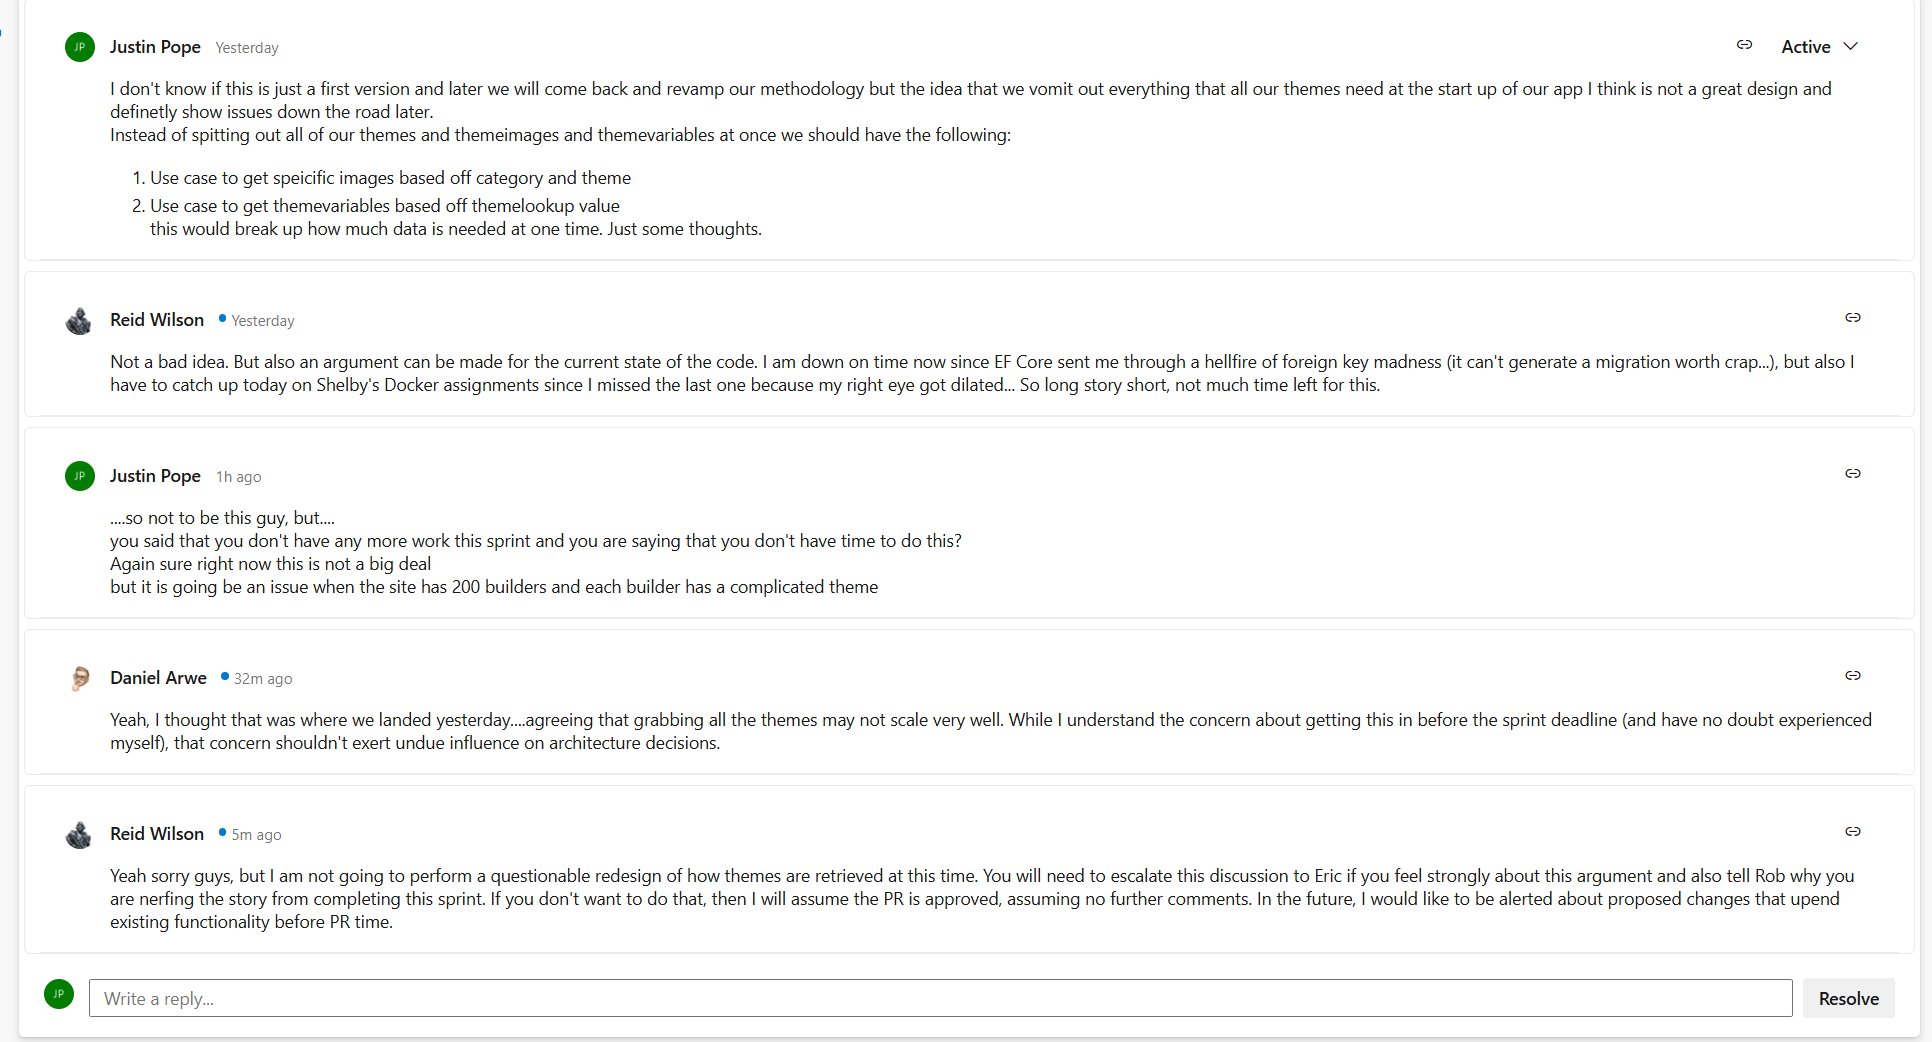 JP Justin Pope Yesterday Active
I don't know if this is just a first version and later we will come back and revamp our methodology but the idea that we vomit out everything that all our themes need at the start up of our app I think is not a great design and
definetly show issues down the road later.
Instead of spitting out all of our themes and themeimages and themevariables at once we should have the following:
1. Use case to get speicific images based off category and theme
2. Use case to get themevariables based off themelookup value
this would break up how much data is needed at one time. Just some thoughts.
Reid Wilson Yesterday
Not a bad idea. But also an argument can be made for the current state of the code. I am down on time now since EF Core sent me through a hellfire of foreign key madness (it can't generate a migration worth crap...), but also I
have to catch up today on Shelby's Docker assignments since I missed the last one because my right eye got dilated... So long story short, not much time left for this.
JP Justin Pope 1h ago
....so not to be this guy, but....
you said that you don't have any more work this sprint and you are saying that you don't have time to do this?
Again sure right now this is not a big deal
but it is going be an issue when the site has 200 builders and each builder has a complicated theme
Daniel Arwe 32m ago
Yeah, I thought that was where we landed yesterday....agreeing that grabbing all the themes may not scale very well. While I understand the concern about getting this in before the sprint deadline (and have no doubt experienced
myself), that concern shouldn't exert undue influence on architecture decisions.
Reid Wilson 5m ago
Yeah sorry guys, but I am not going to perform a questionable redesign of how themes are retrieved at this time. You will need to escalate this discussion to Eric if you feel strongly about this argument and also tell Rob why you
are nerfing the story from completing this sprint. If you don't want to do that, then I will assume the PR is approved, assuming no further comments. In the future, I would like to be alerted about proposed changes that upend
existing functionality before PR time.
JP Write a reply... Resolve